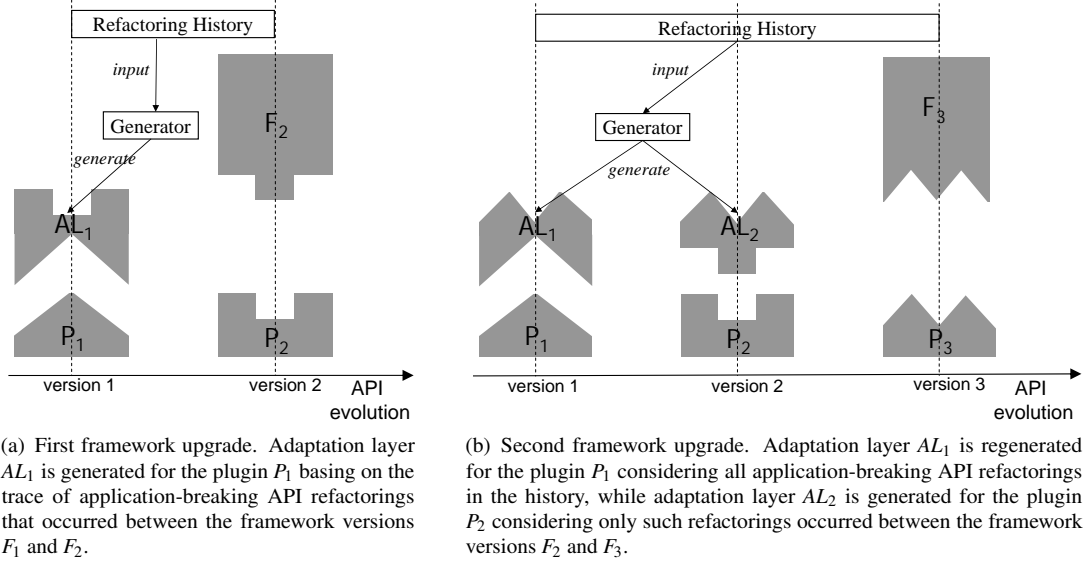 Refactoring History
input
F2
Generator
generate
AL1
P1
P2
version 1
version 2
API
evolution
(a) First framework upgrade. Adaptation layer
AL1 is generated for the plugin P1 basing on the
trace of application-breaking API refactorings
that occurred between the framework versions
F1 and F2.
Refactoring History
input
F3
Generator
generate
AL1
AL2
P1
P2
P3
version 1
version 2
version 3
API
evolution
(b) Second framework upgrade. Adaptation layer AL1 is regenerated
for the plugin P1 considering all application-breaking API refactorings
in the history, while adaptation layer AL2 is generated for the plugin
P2 considering only such refactorings occurred between the framework
versions F2 and F3.